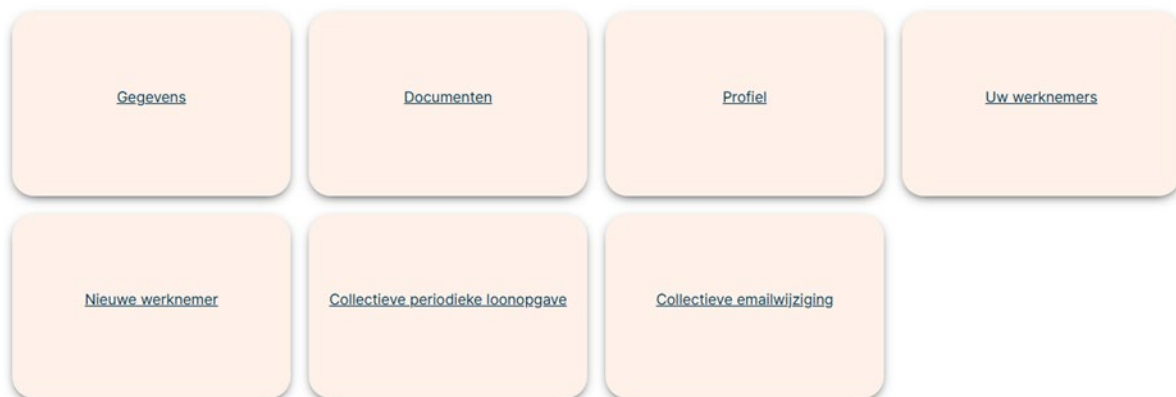 Gegevens
Documenten
Profiel
Uw werknemers
Nieuwe werknemer
Collectieve periodieke loonopgave
Collectieve emailwijziging